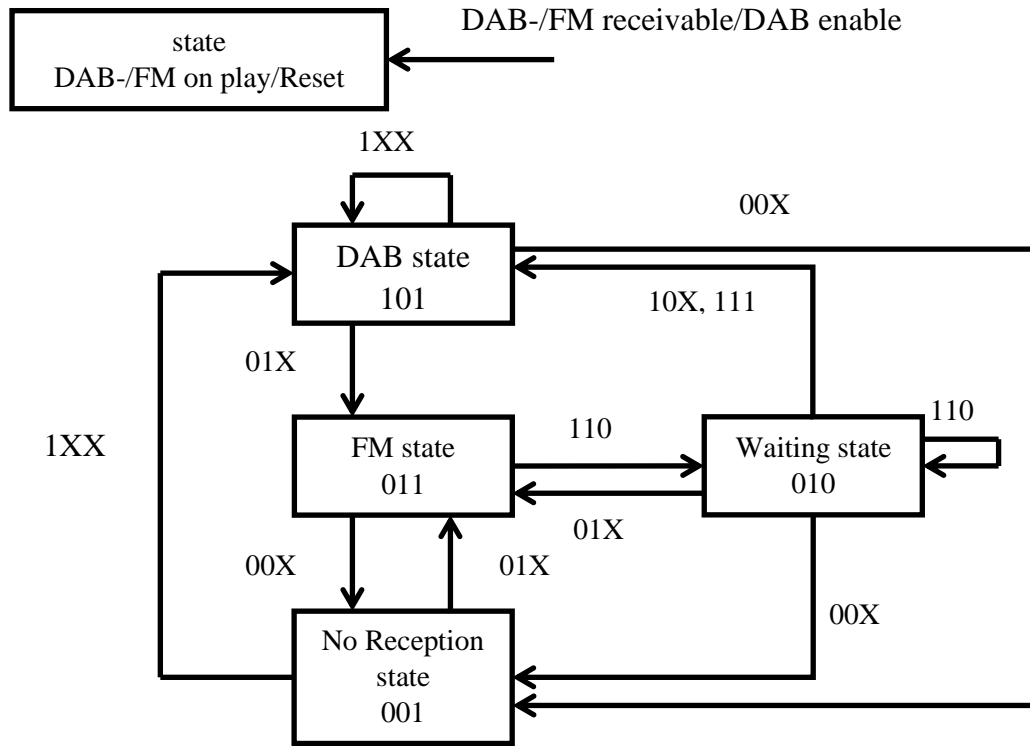 DAB-/FM receivable/DAB enable
state
DAB-/FM on play/Reset
1XX
00X
DAB state
101
10X, 111
01X
1XX
FM state
011
110
Waiting state
010
110
01X
00X
01X
00X
No Reception
state
001